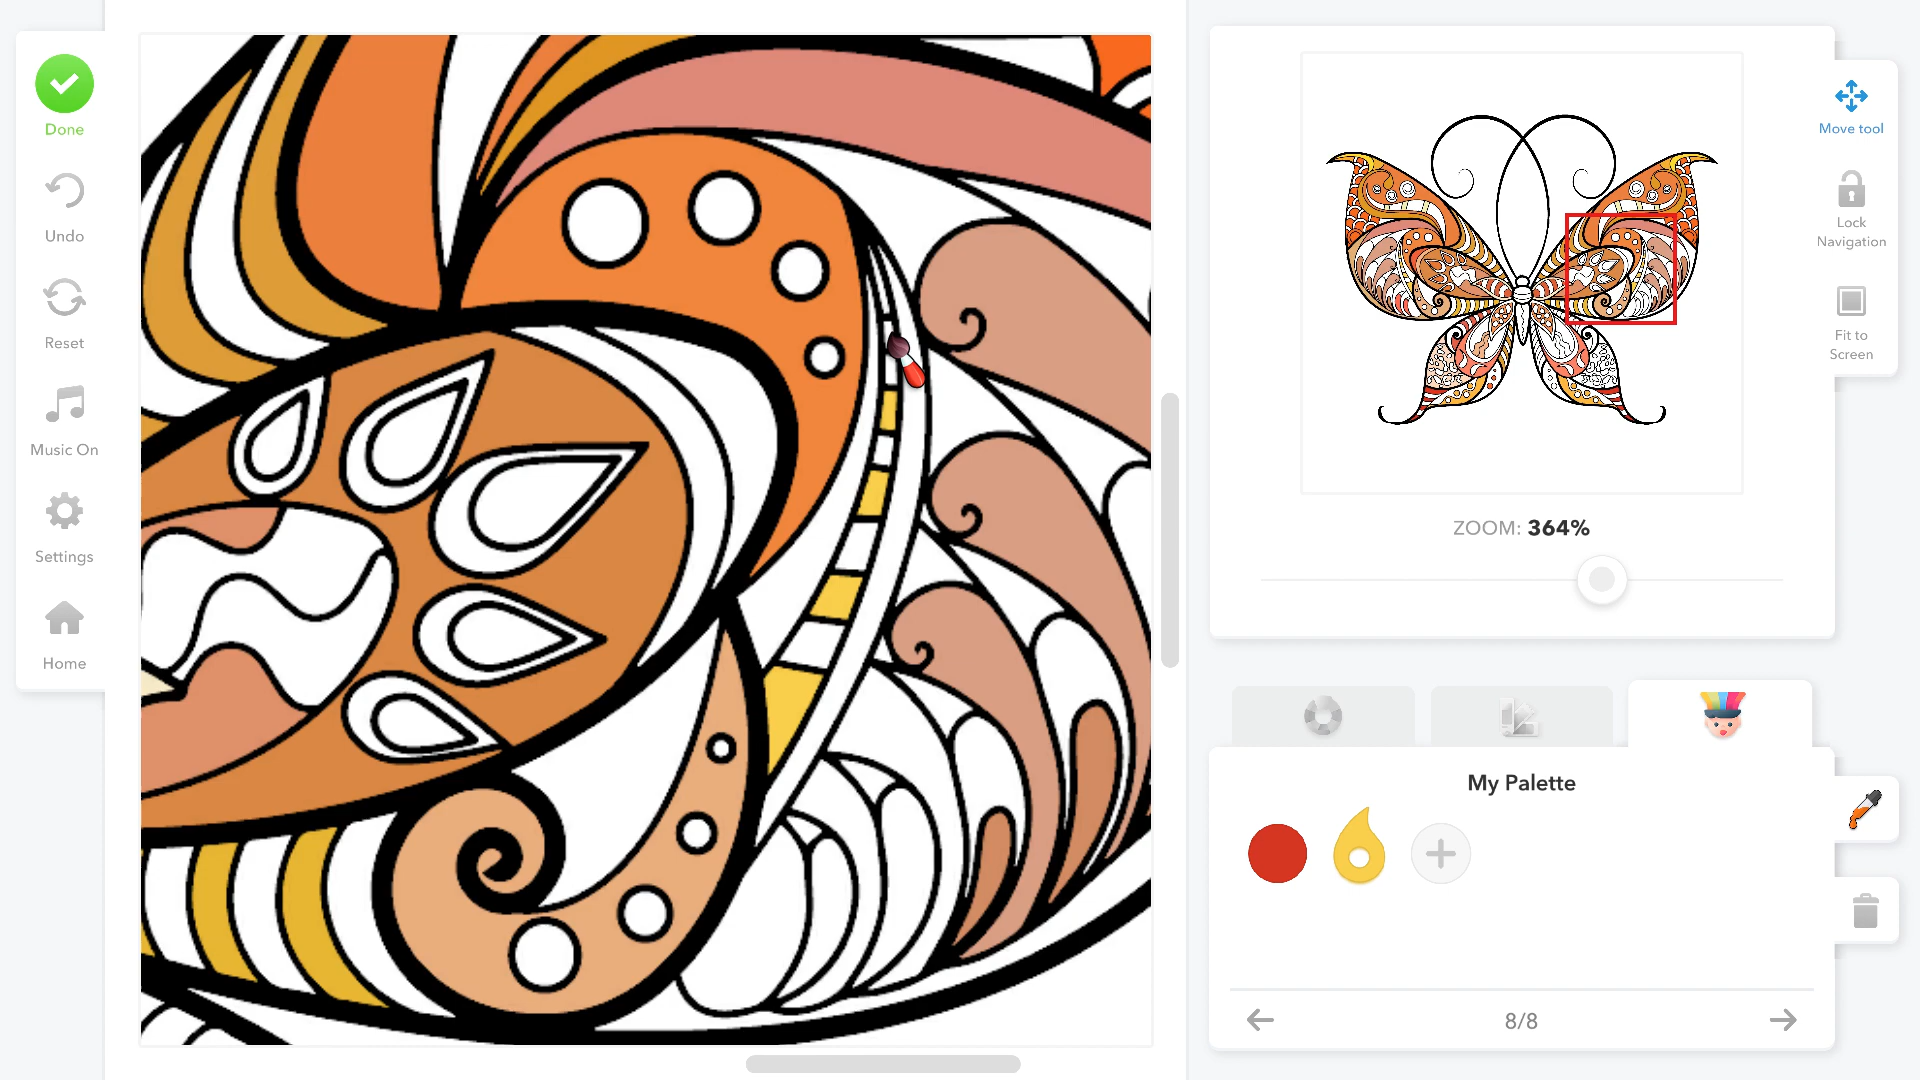 Done
Undo
Reset
Music On
Settings
Home
Move tool
Lock
Navigation
Fit to
Screen
ZOOM: 364%
My Palette
8/8